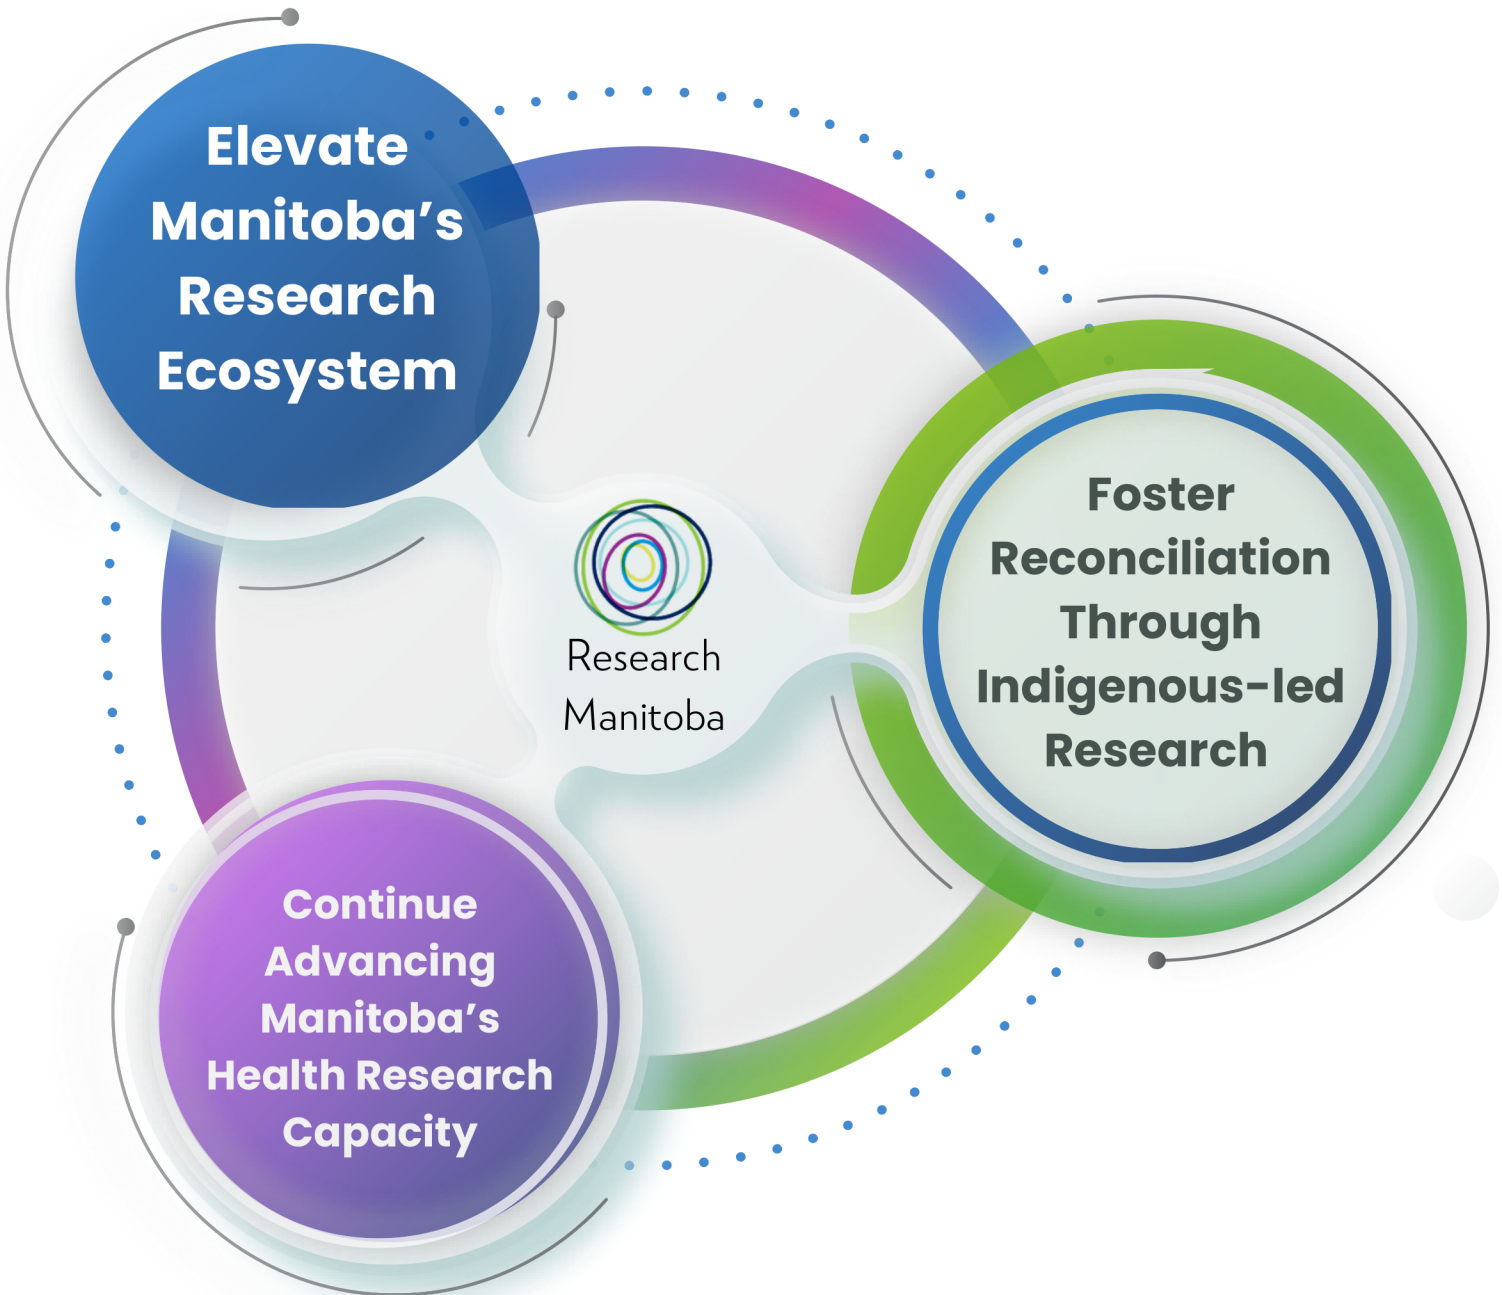 Elevate
Manitoba’s
Research
Ecosystem
Foster
Reconciliation
Through
Indigenous-led
Research
Research
Manitoba
Continue
Advancing
Manitoba’s
Health Research
Capacity